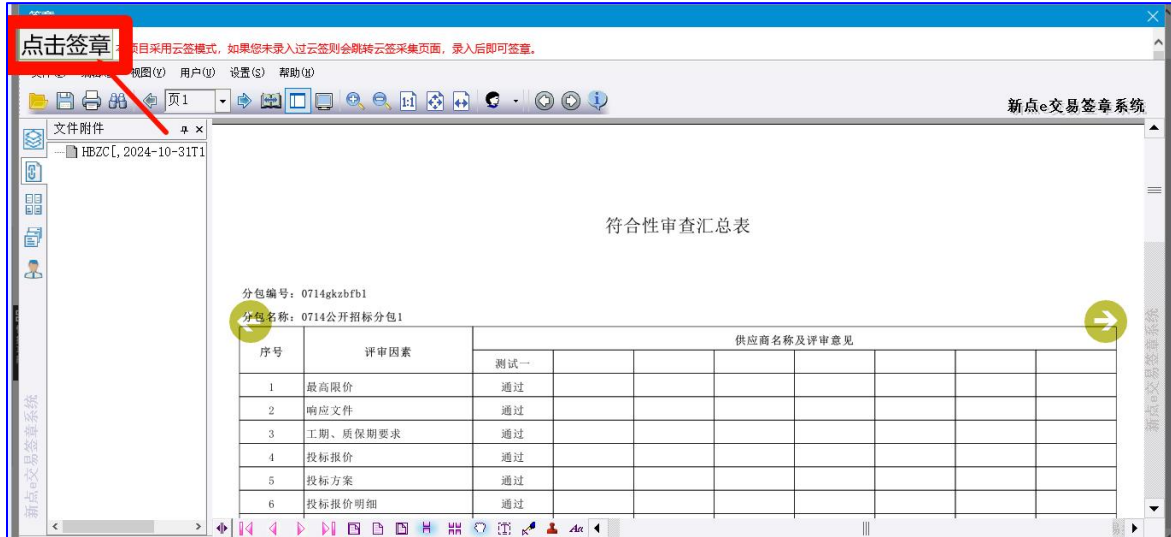 点击签章
项目采用云签模式，如果您未录入过云签则会跳转云签采集页面，录入后即可签章。
视图(V) 用户(U) 设置(S) 帮助(H)
页1
新点e交易签章系统
文件附件
HBZC[,2024-10-31T1
符合性审查汇总表
分包编号：0714gkzbfb1
分包名称：0714公开招标分包1
序号 评审因素 供应商名称及评审意见
测试一
1 最高限价 通过
2 响应文件 通过
3 工期、质保期要求 通过
4 投标报价 通过
5 投标方案 通过
6 投标报价明细 通过
新点e交易签章系统
新点e交易签章系统